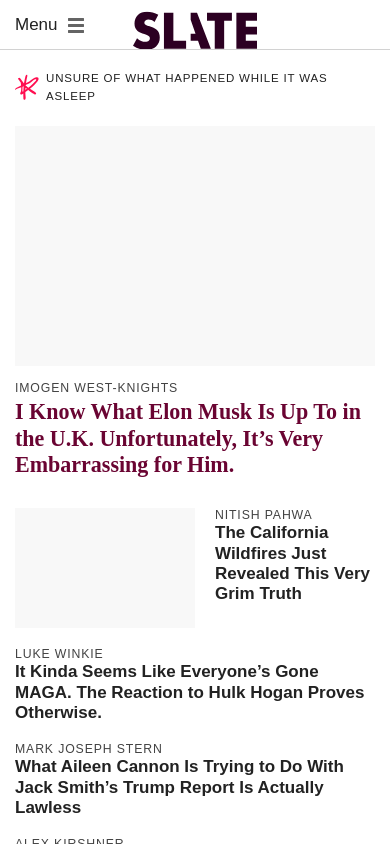 Menu
SLATE
UNSURE OF WHAT HAPPENED WHILE IT WAS
ASLEEP
IMOGEN WEST-KNIGHTS
I Know What Elon Musk Is Up To in
the U.K. Unfortunately, It’s Very
Embarrassing for Him.
NITISH PAHWA
The California
Wildfires Just
Revealed This Very
Grim Truth
LUKE WINKIE
It Kinda Seems Like Everyone’s Gone
MAGA. The Reaction to Hulk Hogan Proves
Otherwise.
MARK JOSEPH STERN
What Aileen Cannon Is Trying to Do With
Jack Smith’s Trump Report Is Actually
Lawless
ALEX KIRSHNER